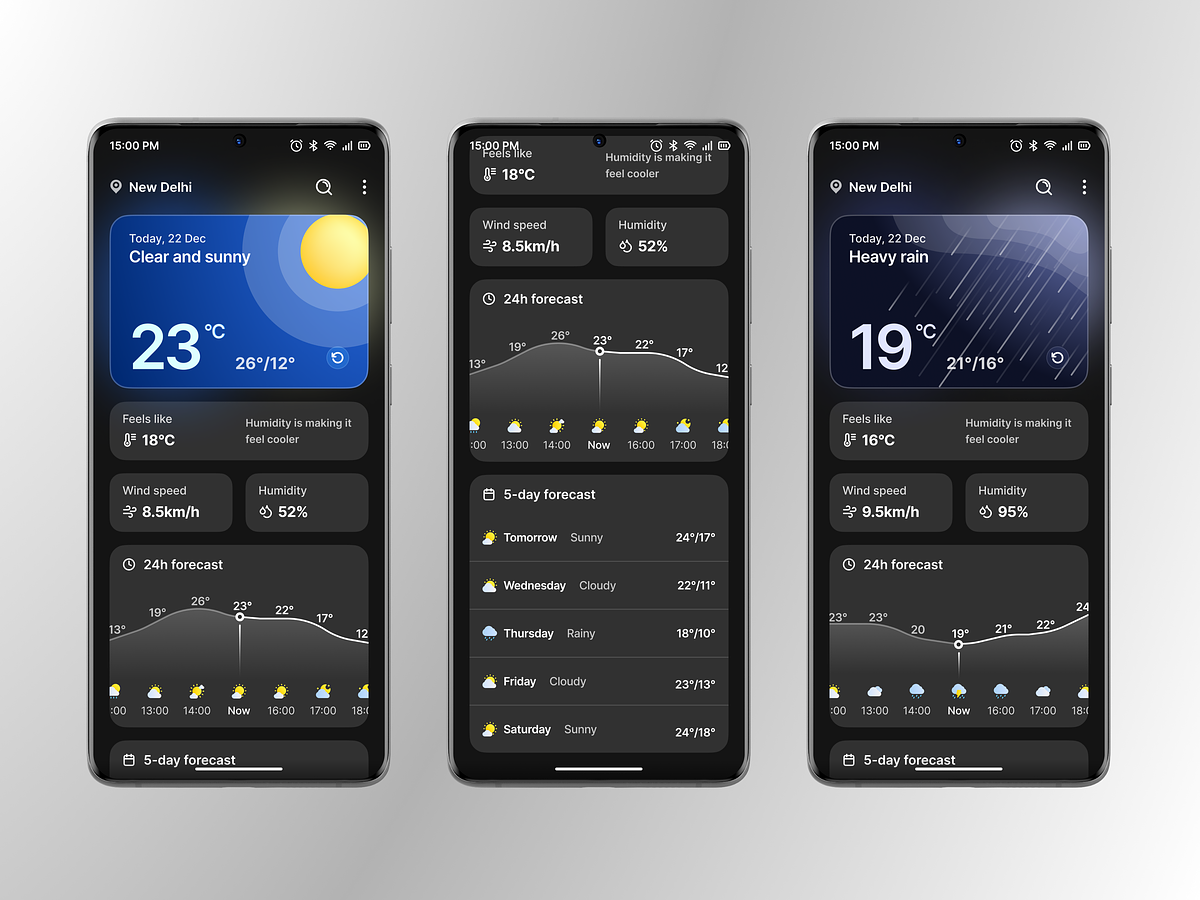 15:00 PM
New Delhi
Today, 22 Dec
Clear and sunny
23
°C
26°/12°
Feels like
18°C
Humidity is making it
feel cooler
Wind speed
8.5km/h
Humidity
52%
24h forecast
13°
19°
26°
23°
22°
17°
12
:00
13:00
14:00
Now
16:00
17:00
18:0
5-day forecast
15:00 PM
Feels like
18°C
Humidity is making it
feel cooler
Wind speed
8.5km/h
Humidity
52%
24h forecast
13°
19°
26°
23°
22°
17°
12
:00
13:00
14:00
Now
16:00
17:00
18:0
5-day forecast
Tomorrow Sunny 24°/17°
Wednesday Cloudy 22°/11°
Thursday Rainy 18°/10°
Friday Cloudy 23°/13°
Saturday Sunny 24°/18°
15:00 PM
New Delhi
Today, 22 Dec
Heavy rain
19
°C
21°/16°
Feels like
16°C
Humidity is making it
feel cooler
Wind speed
9.5km/h
Humidity
95%
24h forecast
23°
23°
20
19°
21°
22°
24
:00
13:00
14:00
Now
16:00
17:00
18:0
5-day forecast